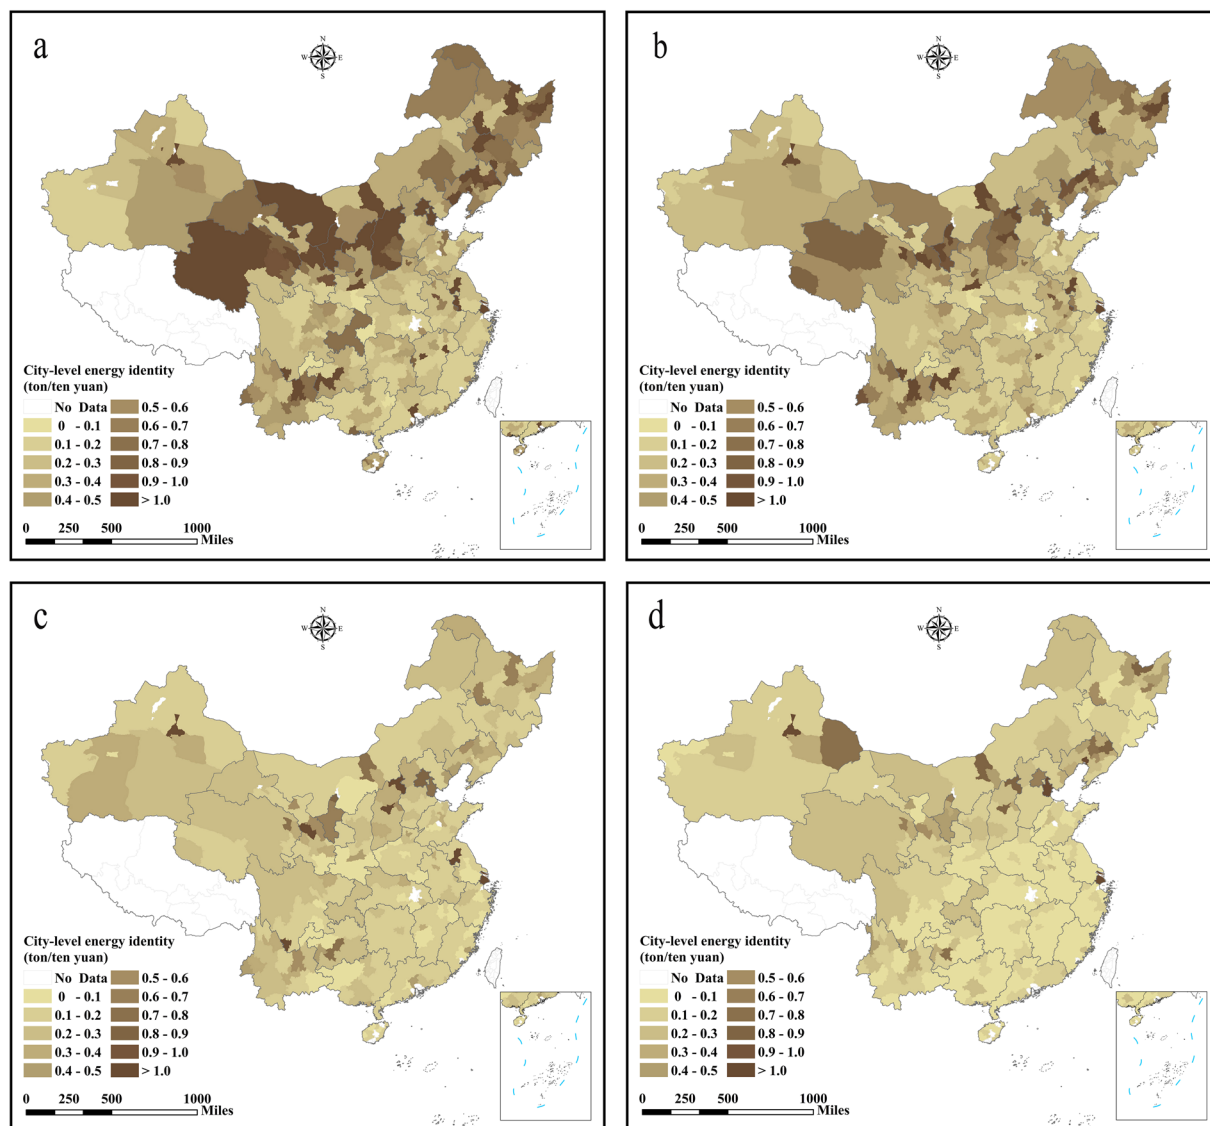 a
N
W E
S
City-level energy identity
(ton/ten yuan)
No Data
0 - 0.1
0.1 - 0.2
0.2 - 0.3
0.3 - 0.4
0.4 - 0.5
0.5 - 0.6
0.6 - 0.7
0.7 - 0.8
0.8 - 0.9
0.9 - 1.0
> 1.0
0 250 500 1000
Miles
b
N
W E
S
City-level energy identity
(ton/ten yuan)
No Data
0 - 0.1
0.1 - 0.2
0.2 - 0.3
0.3 - 0.4
0.4 - 0.5
0.5 - 0.6
0.6 - 0.7
0.7 - 0.8
0.8 - 0.9
0.9 - 1.0
> 1.0
0 250 500 1000
Miles
c
N
W E
S
City-level energy identity
(ton/ten yuan)
No Data
0 - 0.1
0.1 - 0.2
0.2 - 0.3
0.3 - 0.4
0.4 - 0.5
0.5 - 0.6
0.6 - 0.7
0.7 - 0.8
0.8 - 0.9
0.9 - 1.0
> 1.0
0 250 500 1000
Miles
d
N
W E
S
City-level energy identity
(ton/ten yuan)
No Data
0 - 0.1
0.1 - 0.2
0.2 - 0.3
0.3 - 0.4
0.4 - 0.5
0.5 - 0.6
0.6 - 0.7
0.7 - 0.8
0.8 - 0.9
0.9 - 1.0
> 1.0
0 250 500 1000
Miles